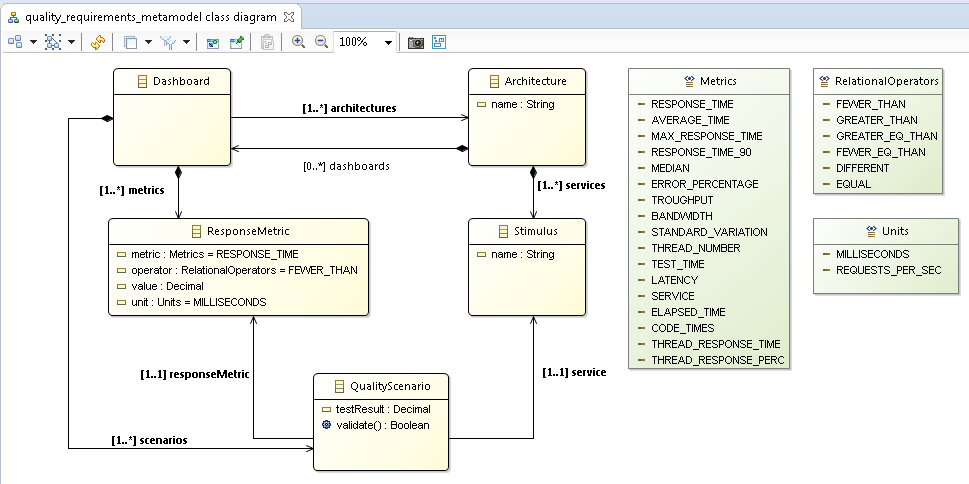 quality_requirements_metamodel class diagram
100%
Dashboard
[1..*] architectures
[0..*] dashboards
Architecture
name : String
[1..*] metrics
[1..*] services
ResponseMetric
metric : Metrics = RESPONSE_TIME
operator : RelationalOperators = FEWER_THAN
value : Decimal
unit : Units = MILLISECONDS
Stimulus
name : String
[1..1] responseMetric
[1..1] service
QualityScenario
testResult : Decimal
validate() : Boolean
[1..*] scenarios
Metrics
RESPONSE_TIME
AVERAGE_TIME
MAX_RESPONSE_TIME
RESPONSE_TIME_90
MEDIAN
ERROR_PERCENTAGE
TROUGHPUT
BANDWIDTH
STANDARD_VARIATION
THREAD_NUMBER
TEST_TIME
LATENCY
SERVICE
ELAPSED_TIME
CODE_TIMES
THREAD_RESPONSE_TIME
THREAD_RESPONSE_PERC
RelationalOperators
FEWER_THAN
GREATER_THAN
GREATER_EQ_THAN
FEWER_EQ_THAN
DIFFERENT
EQUAL
Units
MILLISECONDS
REQUESTS_PER_SEC